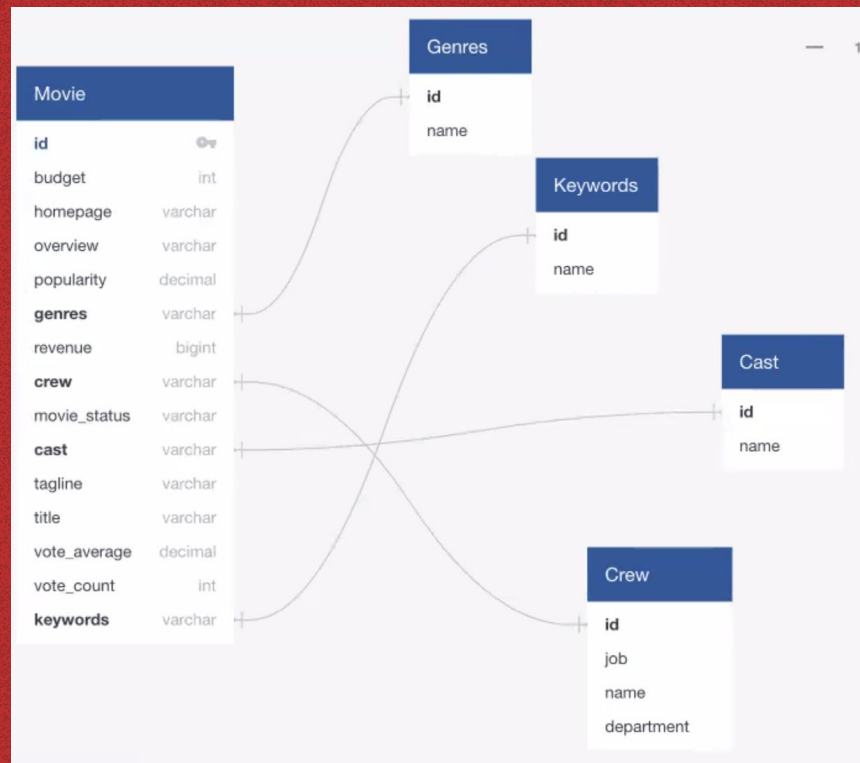 Movie
id
budget int
homepage varchar
overview varchar
popularity decimal
genres varchar
revenue bigint
crew varchar
movie_status varchar
cast varchar
tagline varchar
title varchar
vote_average decimal
vote_count int
keywords varchar
Genres
id
name
Keywords
id
name
Cast
id
name
Crew
id
job
name
department